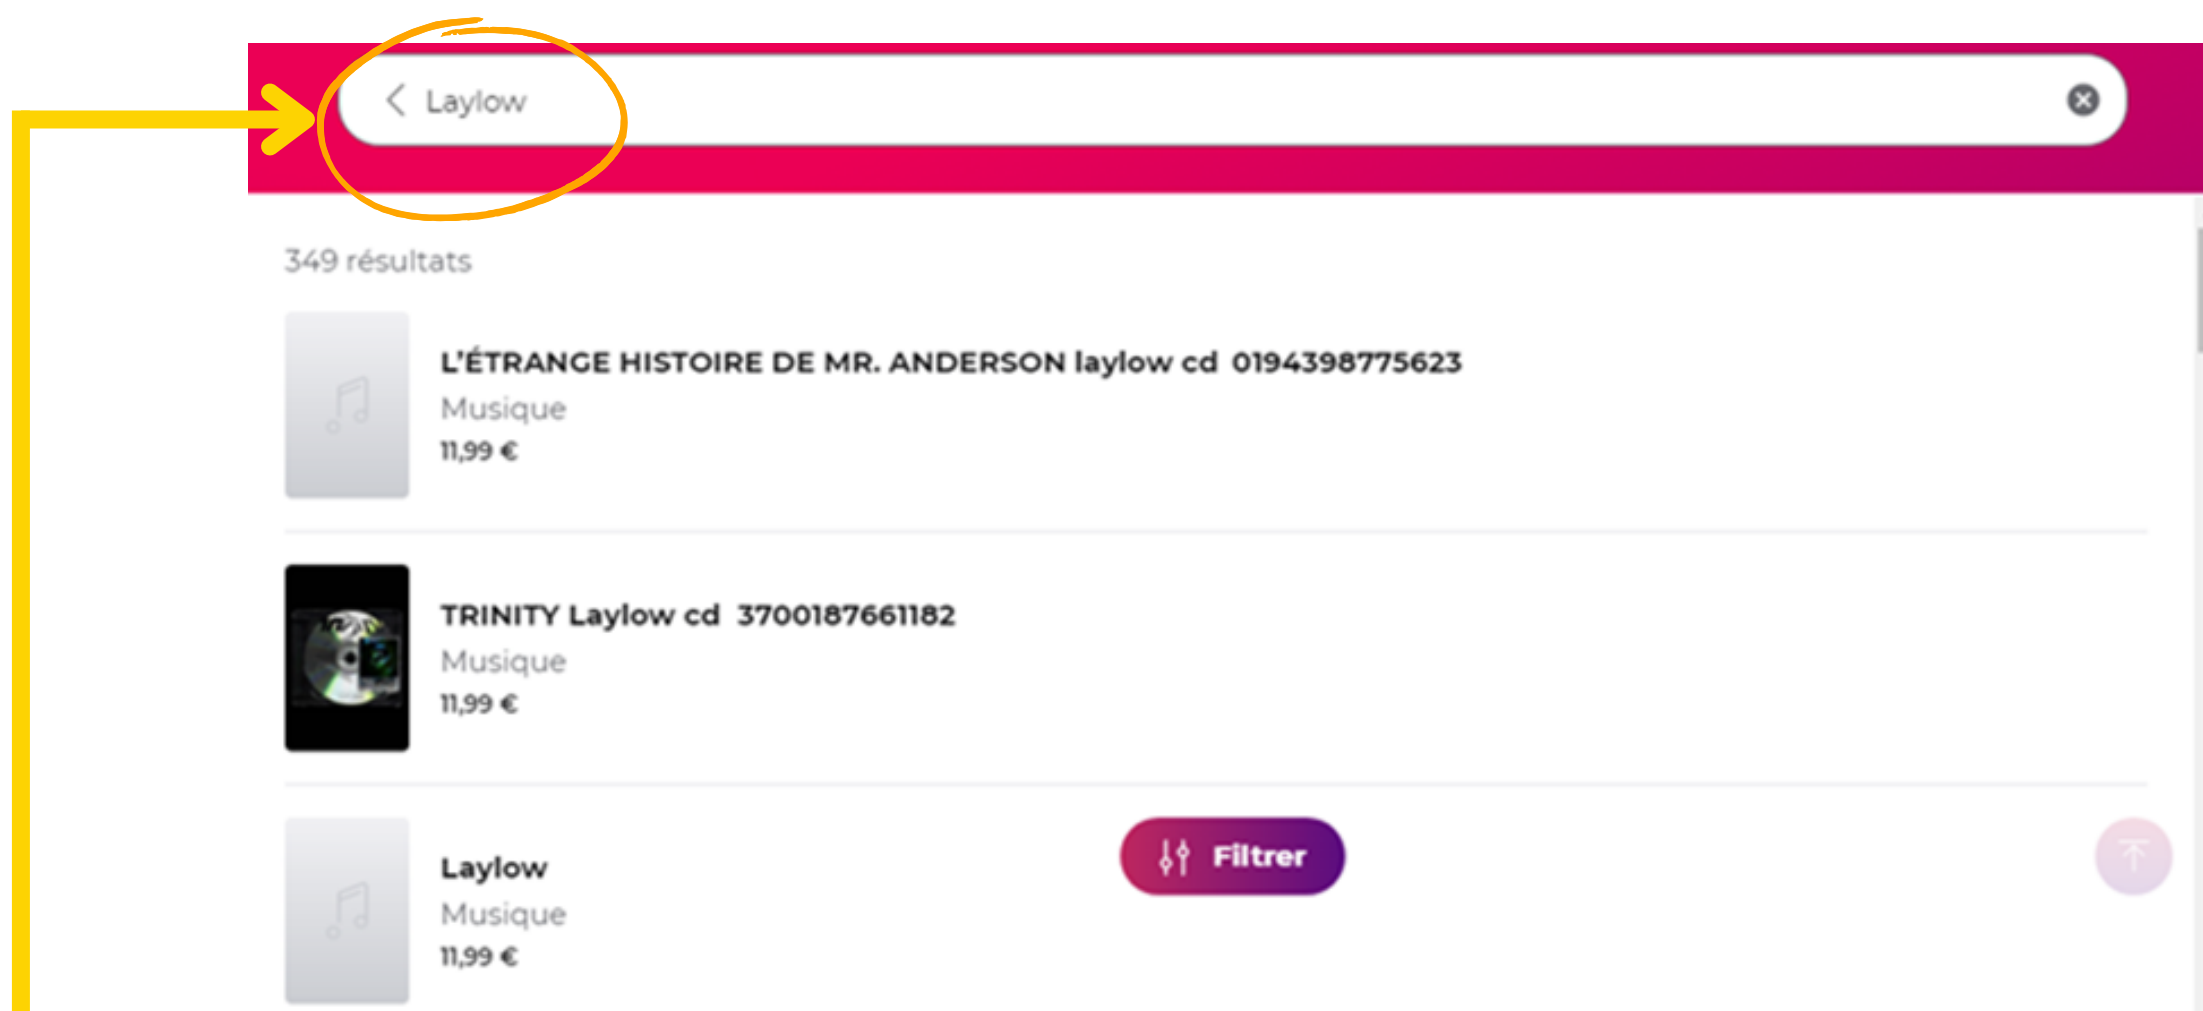 Laylow
349 résultats
L'ÉTRANGE HISTOIRE DE MR. ANDERSON laylow cd 0194398775623
Musique
11,99 €
TRINITY Laylow cd 3700187661182
Musique
11,99 €
Laylow
Musique
11,99 €
Filtrer